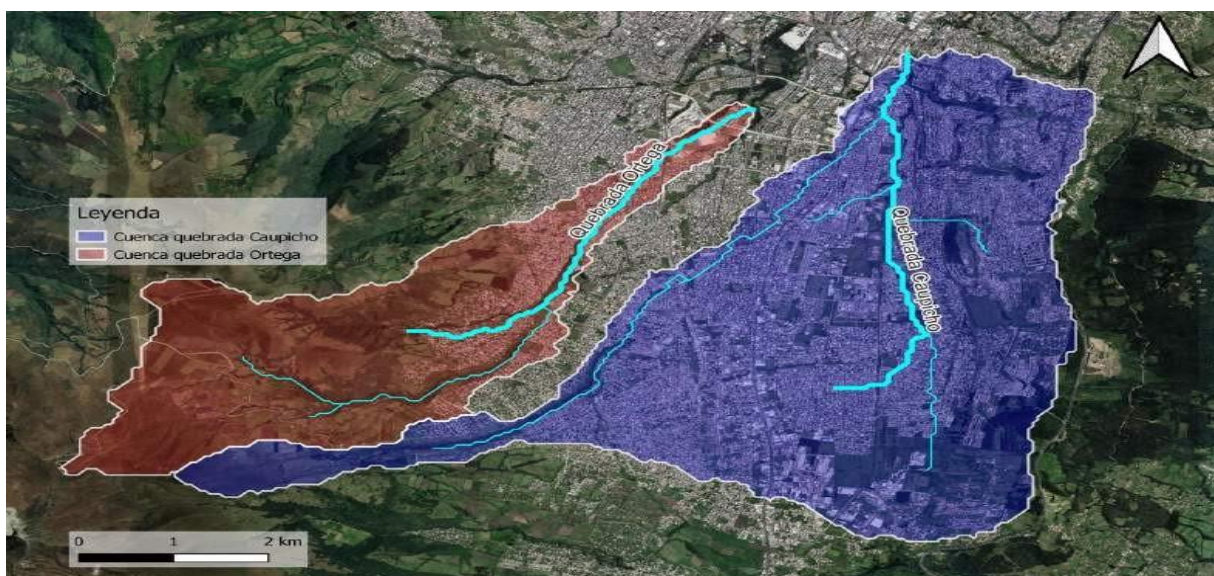 Quebrada Ortega
Quebrada Caupicho
Leyenda
Cuenca quebrada Caupicho
Cuenca quebrada Ortega
0 1 2 km